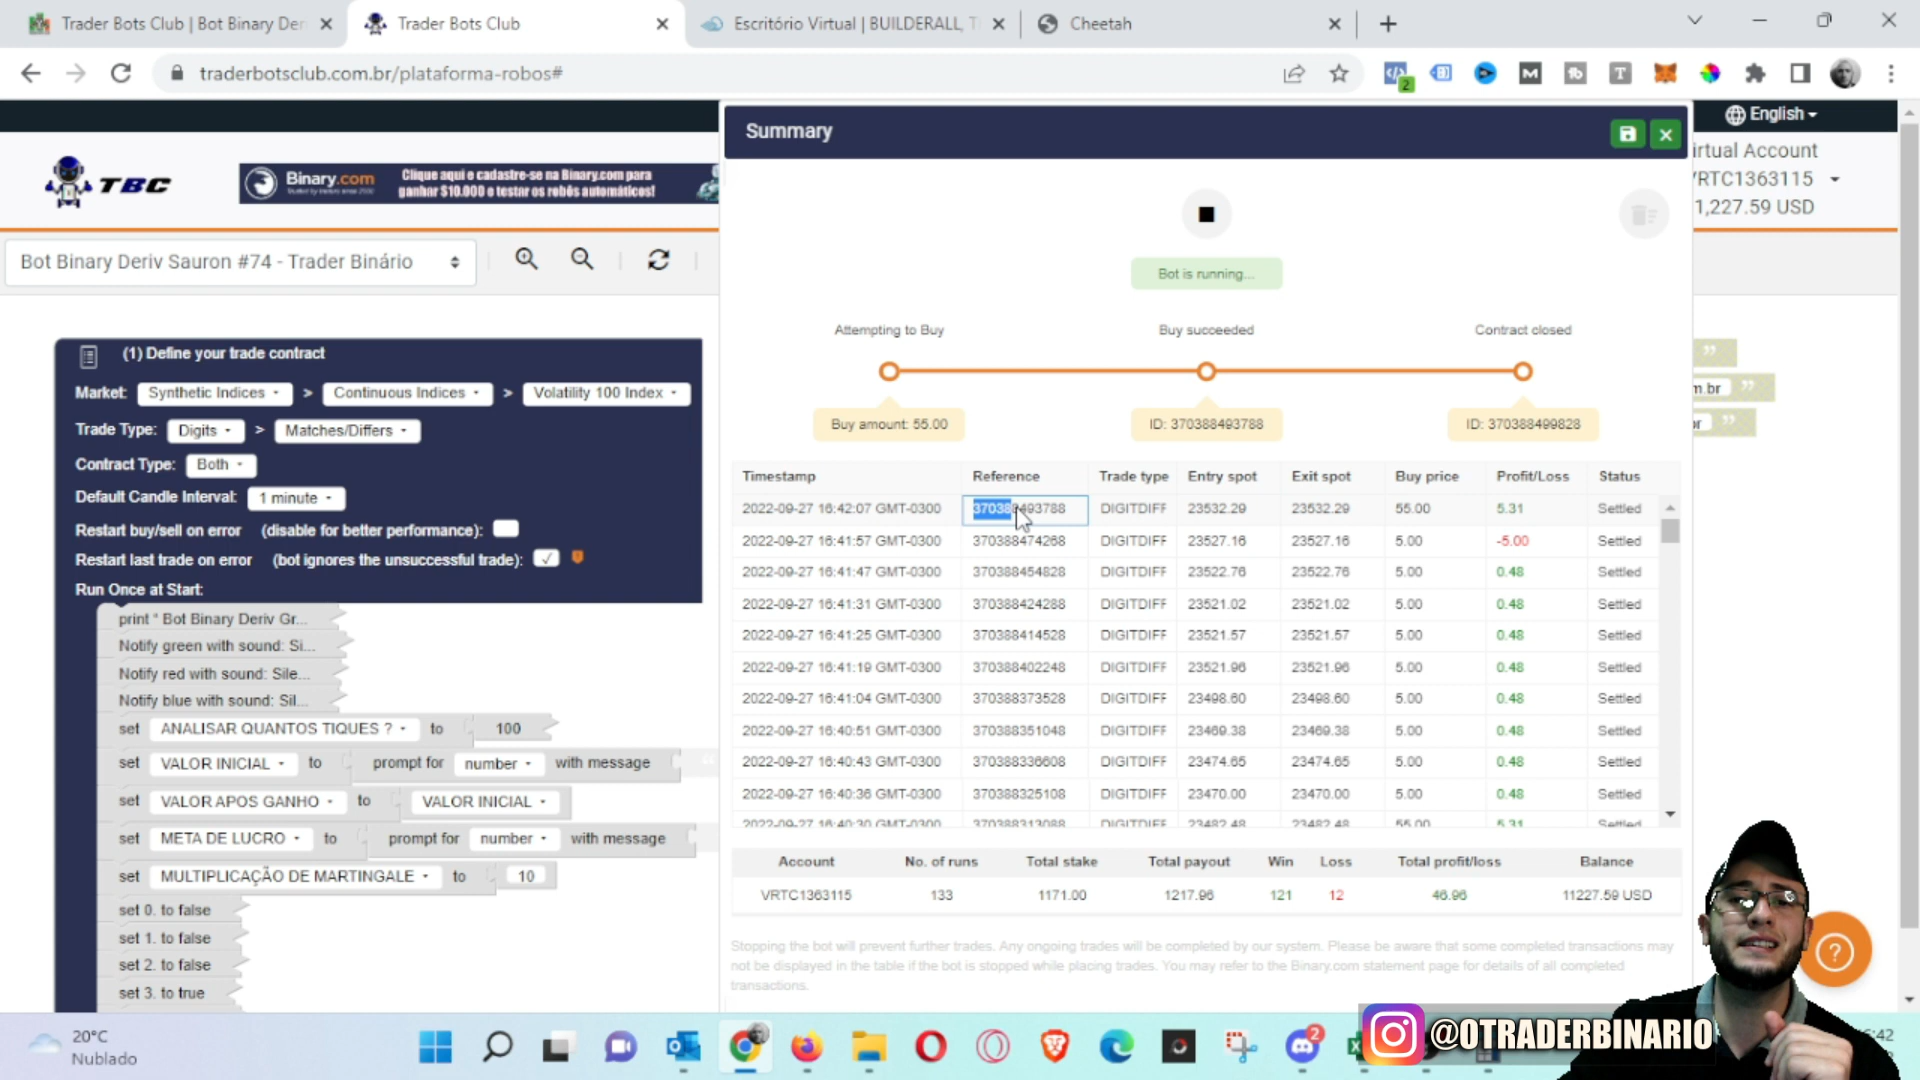 Trader Bots Club | Bot Binary Der
Trader Bots Club
Escritório Virtual | BUILDERALL, T
Cheetah
traderbotsclub.com.br/plataforma-robos#
2
Summary
English
irtual Account
VRTC1363115
1,227.59 USD
TBC
Binary.com
Clique aqui e cadastre-se na Binary.com para
ganhar $10.000 e testar os robôs automáticos!
Bot Binary Deriv Sauron #74 - Trader Binário
Bot is running...
Attempting to Buy
Buy succeeded
Contract closed
Buy amount: 55.00
ID: 370388493788
ID: 370388499828
(1) Define your trade contract
Market: Synthetic Indices > Continuous Indices > Volatility 100 Index
Trade Type: Digits > Matches/Differs
Contract Type: Both
Default Candle Interval: 1 minute
Restart buy/sell on error (disable for better performance):
Restart last trade on error (bot ignores the unsuccessful trade):
Run Once at Start:
print " Bot Binary Deriv Gr...
Notify green with sound: Si...
Notify red with sound: Sile...
Notify blue with sound: Sil...
set ANALISAR QUANTOS TIQUES ? to 100
set VALOR INICIAL to prompt for number with message
set VALOR APOS GANHO to VALOR INICIAL
set META DE LUCRO to prompt for number with message
set MULTIPLICAÇÃO DE MARTINGALE to 10
set 0. to false
set 1. to false
set 2. to false
set 3. to true
m.br
Timestamp Reference Trade type Entry spot Exit spot Buy price Profit/Loss Status
2022-09-27 16:42:07 GMT-0300 370388493788 DIGITDIFF 23532.29 23532.29 55.00 5.31 Settled
2022-09-27 16:41:57 GMT-0300 370388474268 DIGITDIFF 23527.16 23527.16 5.00 -5.00 Settled
2022-09-27 16:41:47 GMT-0300 370388454828 DIGITDIFF 23522.76 23522.76 5.00 0.48 Settled
2022-09-27 16:41:31 GMT-0300 370388424288 DIGITDIFF 23521.02 23521.02 5.00 0.48 Settled
2022-09-27 16:41:25 GMT-0300 370388414528 DIGITDIFF 23521.57 23521.57 5.00 0.48 Settled
2022-09-27 16:41:19 GMT-0300 370388402248 DIGITDIFF 23521.96 23521.96 5.00 0.48 Settled
2022-09-27 16:41:04 GMT-0300 370388373528 DIGITDIFF 23498.60 23498.60 5.00 0.48 Settled
2022-09-27 16:40:51 GMT-0300 370388351048 DIGITDIFF 23469.38 23469.38 5.00 0.48 Settled
2022-09-27 16:40:43 GMT-0300 370388336608 DIGITDIFF 23474.65 23474.65 5.00 0.48 Settled
2022-09-27 16:40:36 GMT-0300 370388325108 DIGITDIFF 23470.00 23470.00 5.00 0.48 Settled
2022-09-27 16:40:30 GMT-0300 370388313088 DIGITDIFF 23482.48 23482.48 55.00 5.31 Settled
Account No. of runs Total stake Total payout Win Loss Total profit/loss Balance
VRTC1363115 133 1171.00 1217.96 121 12 46.96 11227.59 USD
Stopping the bot will prevent further trades. Any ongoing trades will be completed by our system. Please be aware that some completed transactions may
not be displayed in the table if the bot is stopped while placing trades. You may refer to the Binary.com statement page for details of all completed
transactions.
@OTRADERBINARIO
20°C
Nublado
2